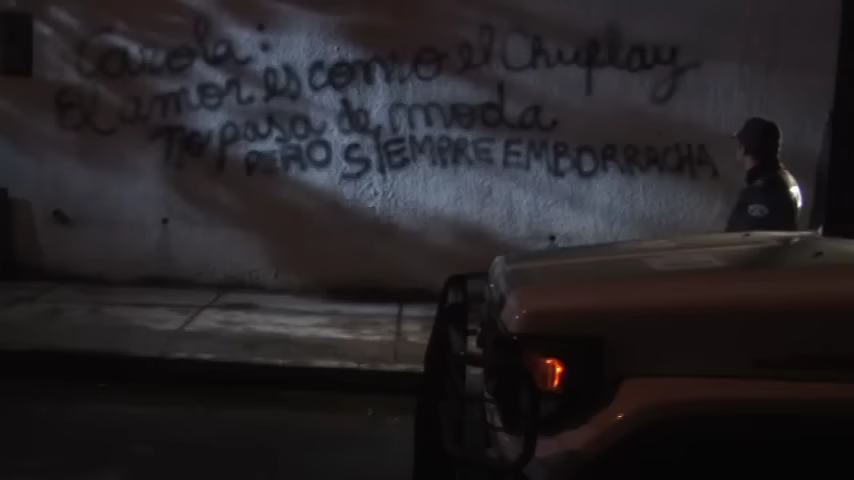 Carola:
El amor es como el Chuflay
no pasa de moda
PERO SIEMPRE EMBORRACHA